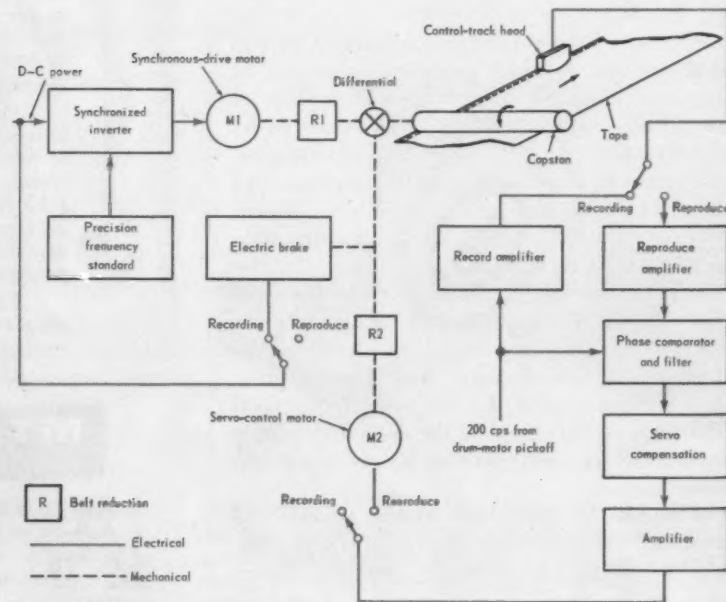 Control-track head
D-C power
Synchronous-drive motor
Differential
Synchronized
inverter
M1
R1
Tape
Capstan
Recording
Reproduce
Precision
frequency
standard
Electric brake
Record amplifier
Reproduce
amplifier
Recording
Reproduce
R2
Phase comparator
and filter
Servo-control motor
M2
200 cps from
drum-motor pickoff
Servo
compensation
Recording
Reproduce
R
Belt reduction
Electrical
Amplifier
Mechanical